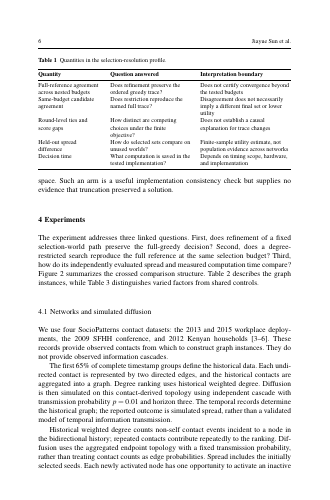 6 Jiayue Sun et al.
Table 1 Quantities in the selection-resolution profile.
Quantity Question answered Interpretation boundary
Full-reference agreement Does refinement preserve the Does not certify convergence beyond
across nested budgets ordered greedy trace? the tested budgets
Same-budget candidate Does restriction reproduce the Disagreement does not necessarily
agreement named full trace? imply a different final set or lower
utility
Round-level ties and How distinct are competing Does not establish a causal
score gaps choices under the finite explanation for trace changes
objective?
Held-out spread How do selected sets compare on Finite-sample utility estimate, not
difference unused worlds? population evidence across networks
Decision time What computation is saved in the Depends on timing scope, hardware,
tested implementation? and implementation
space. Such an arm is a useful implementation consistency check but supplies no
evidence that truncation preserved a solution.
4 Experiments
The experiment addresses three linked questions. First, does refinement of a fixed
selection-world path preserve the full-greedy decision? Second, does a degree-
restricted search reproduce the full reference at the same selection budget? Third,
how do its independently evaluated spread and measured computation time compare?
Figure 2 summarizes the crossed comparison structure. Table 2 describes the graph
instances, while Table 3 distinguishes varied factors from shared controls.
4.1 Networks and simulated diffusion
We use four SocioPatterns contact datasets: the 2013 and 2015 workplace deploy-
ments, the 2009 SFHH conference, and 2012 Kenyan households [3–6]. These
records provide observed contacts from which to construct graph instances. They do
not provide observed information cascades.
The first 65% of complete timestamp groups define the historical data. Each undi-
rected contact is represented by two directed edges, and the historical contacts are
aggregated into a graph. Degree ranking uses historical weighted degree. Diffusion
is then simulated on this contact-derived topology using independent cascade with
transmission probability p = 0.01 and horizon three. The temporal records determine
the historical graph; the reported outcome is simulated spread, rather than a validated
model of temporal information transmission.
Historical weighted degree counts non-self contact events incident to a node in
the bidirectional history; repeated contacts contribute repeatedly to the ranking. Dif-
fusion uses the aggregated endpoint topology with a fixed transmission probability,
rather than treating contact counts as edge probabilities. Spread includes the initially
selected seeds. Each newly activated node has one opportunity to activate an inactive